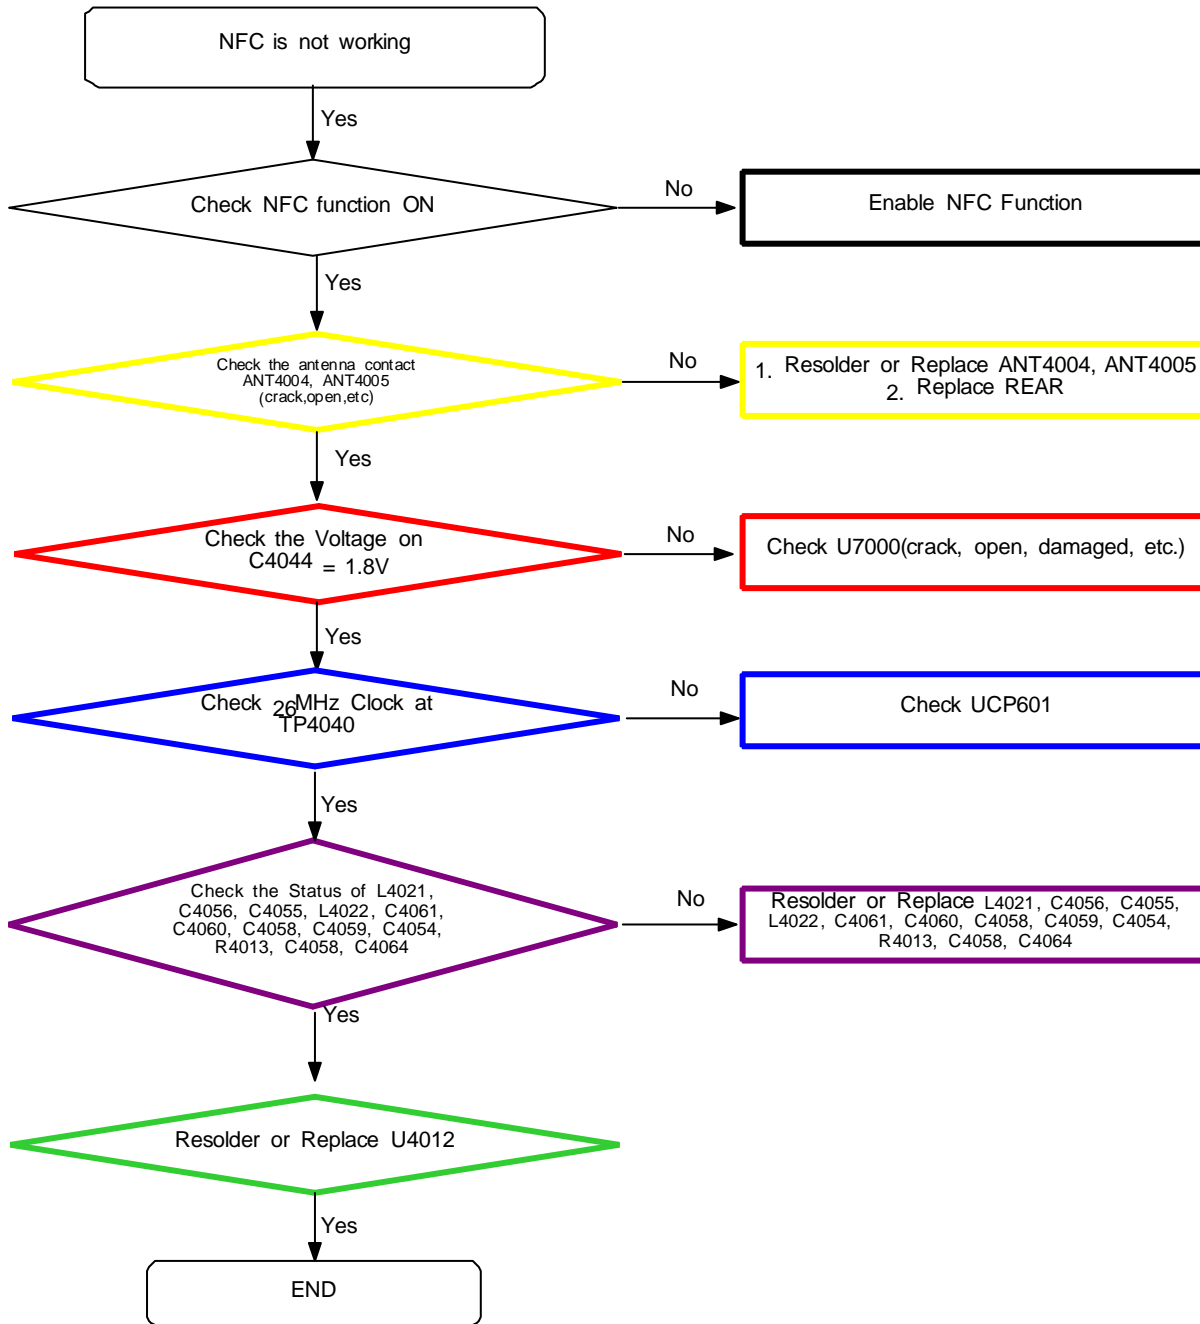 NFC is not working
Yes
Check NFC function ON
No
Enable NFC Function
Yes
Check the antenna contact
ANT4004, ANT4005
(crack,open,etc)
No
1. Resolder or Replace ANT4004, ANT4005
2. Replace REAR
Yes
Check the Voltage on
C4044 = 1.8V
No
Check U7000(crack, open, damaged, etc.)
Yes
Check 26MHz Clock at
TP4040
No
Check UCP601
Yes
Check the Status of L4021,
C4056, C4055, L4022, C4061,
C4060, C4058, C4059, C4054,
R4013, C4058, C4064
No
Resolder or Replace L4021, C4056, C4055,
L4022, C4061, C4060, C4058, C4059, C4054,
R4013, C4058, C4064
Yes
Resolder or Replace U4012
Yes
END